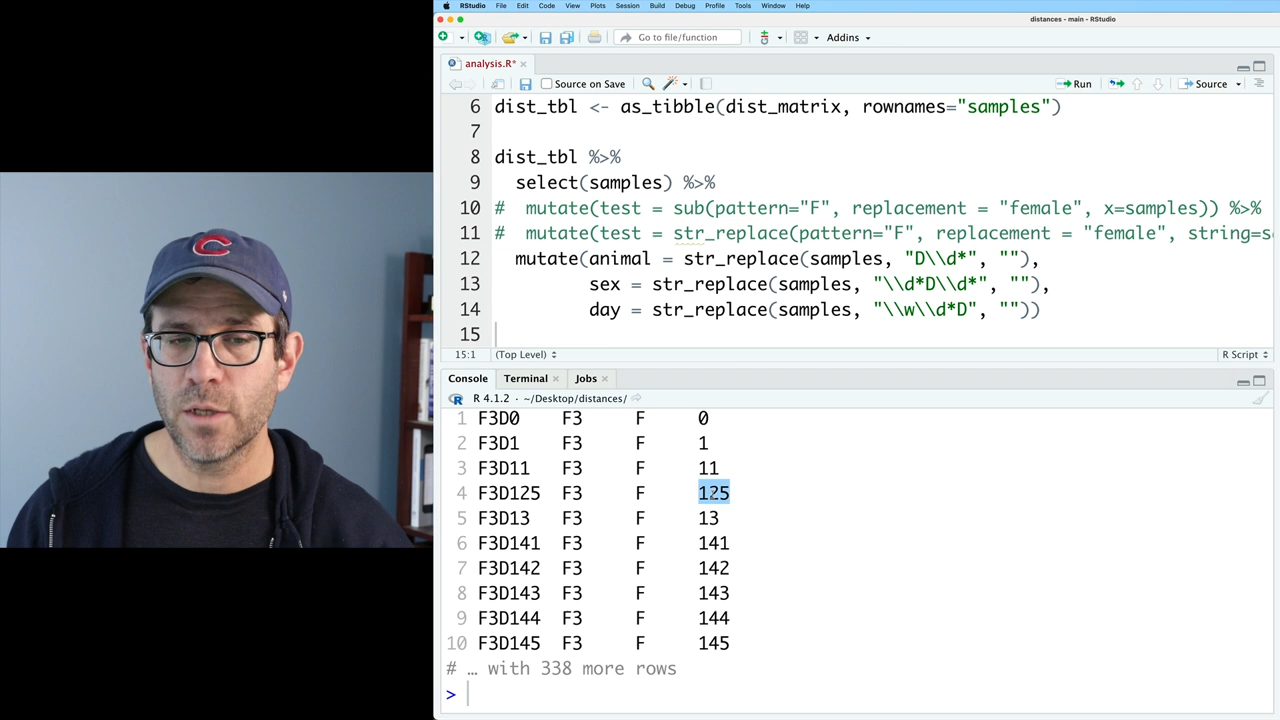 RStudio File Edit Code View Plots Session Build Debug Profile Tools Window Help
distances - main - RStudio
Go to file/function Addins
analysis.R*
Source on Save Run Source
6 dist_tbl <- as_tibble(dist_matrix, rownames="samples")
7
8 dist_tbl %>%
9 select(samples) %>%
10 # mutate(test = sub(pattern="F", replacement = "female", x=samples)) %>%
11 # mutate(test = str_replace(pattern="F", replacement = "female", string=s
12 mutate(animal = str_replace(samples, "D\\d*", ""),
13 sex = str_replace(samples, "\\d*D\\d*", ""),
14 day = str_replace(samples, "\\w\\d*D", ""))
15
15:1 (Top Level) R Script
Console Terminal Jobs
R 4.1.2 · ~/Desktop/distances/
1 F3D0 F3 F 0
2 F3D1 F3 F 1
3 F3D11 F3 F 11
4 F3D125 F3 F 125
5 F3D13 F3 F 13
6 F3D141 F3 F 141
7 F3D142 F3 F 142
8 F3D143 F3 F 143
9 F3D144 F3 F 144
10 F3D145 F3 F 145
# … with 338 more rows
>